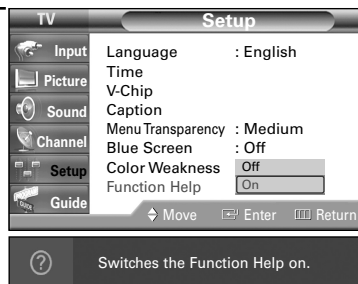 TV Setup
Input
Picture
Sound
Channel
Setup
Guide
Language : English
Time
V-Chip
Caption
Menu Transparency : Medium
Blue Screen : Off
Color Weakness Off
Function Help On
Move Enter Return
? Switches the Function Help on.